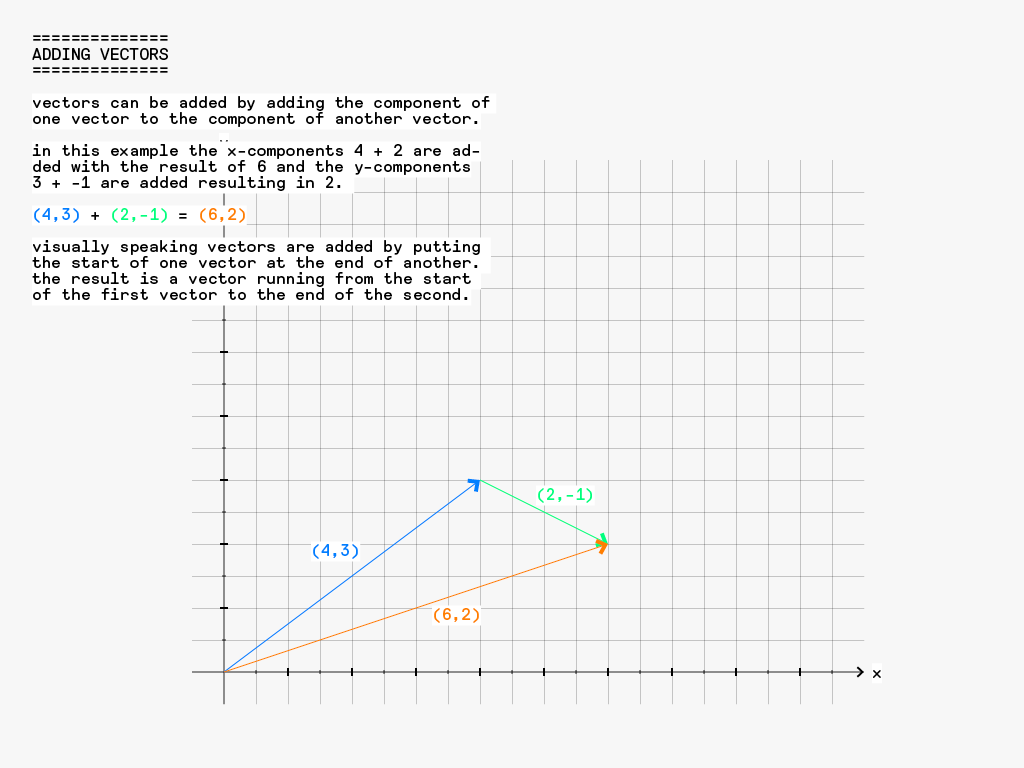 ==============
ADDING VECTORS
==============
vectors can be added by adding the component of
one vector to the component of another vector.
in this example the x-components 4 + 2 are ad-
ded with the result of 6 and the y-components
3 + -1 are added resulting in 2.
(4,3) + (2,-1) = (6,2)
visually speaking vectors are added by putting
the start of one vector at the end of another.
the result is a vector running from the start
of the first vector to the end of the second.
(2,-1)
(4,3)
(6,2)
x